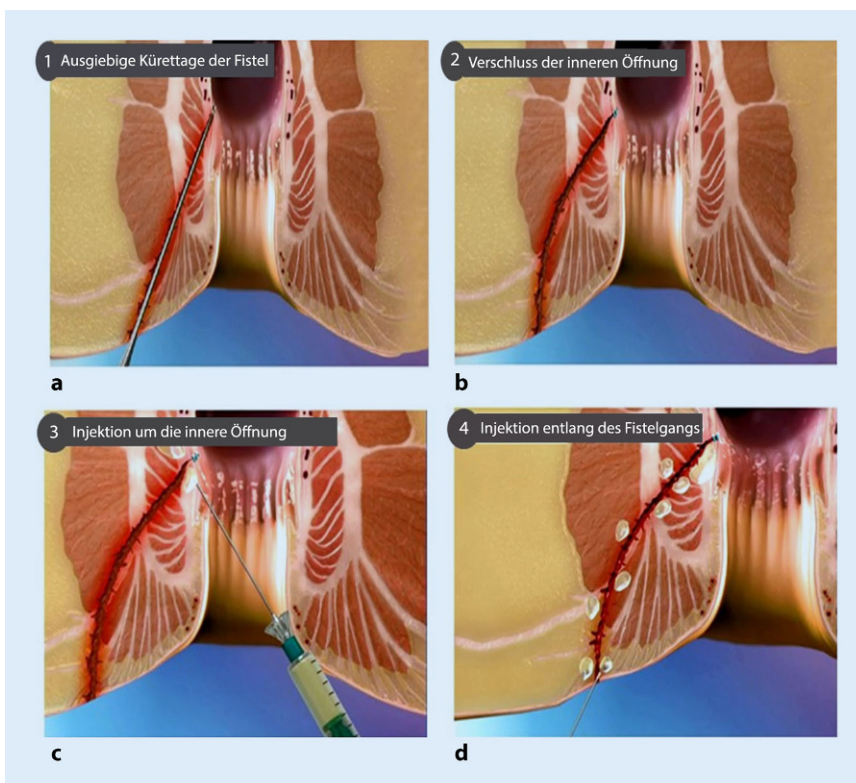 1 Ausgiebige Kürettage der Fistel
2 Verschluss der inneren Öffnung
a
b
3 Injektion um die innere Öffnung
4 Injektion entlang des Fistelgangs
c
d